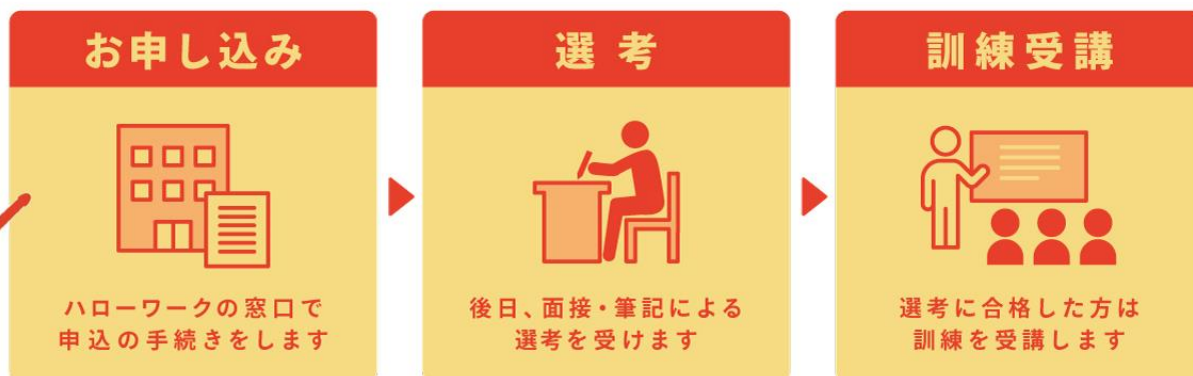 お申し込み
ハローワークの窓口で
申込の手続きをします
選考
後日、面接・筆記による
選考を受けます
訓練受講
選考に合格した方は
訓練を受講します